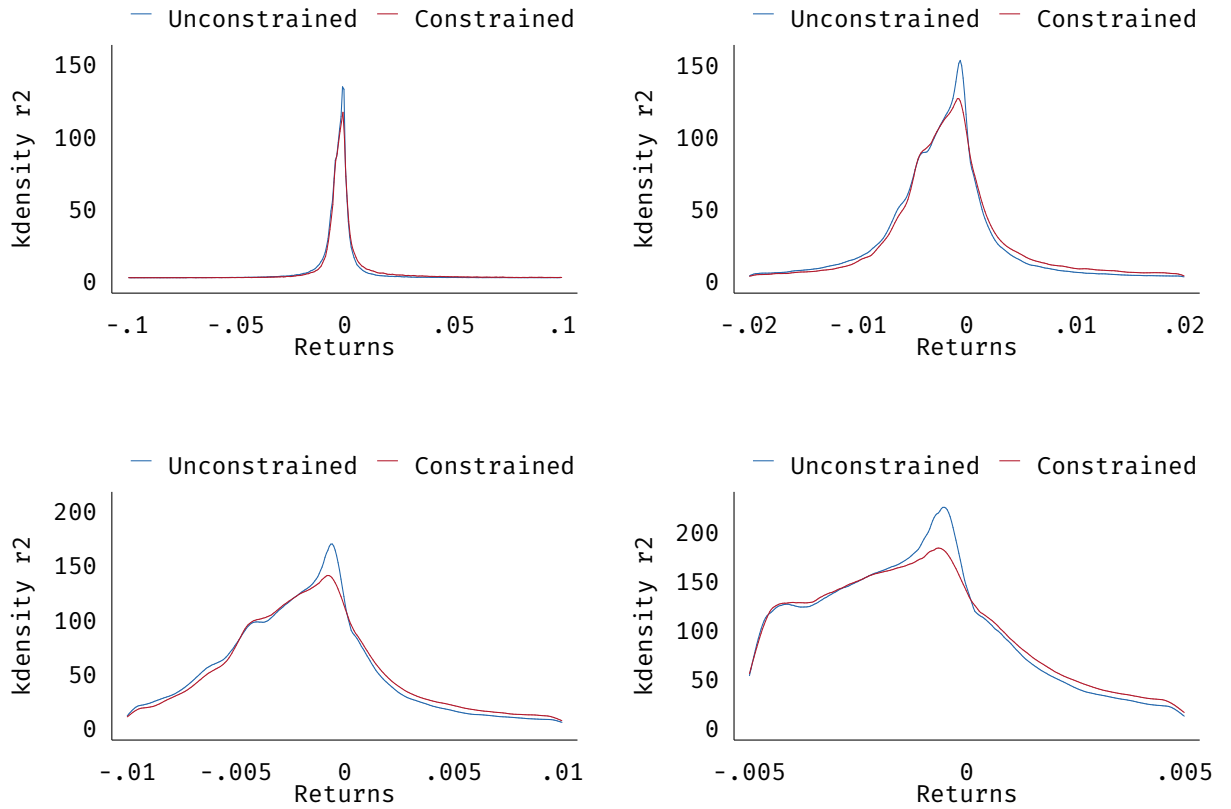 Unconstrained Constrained
kdensity r2
150
100
50
0
-.1 -.05 0 .05 .1
Returns
Unconstrained Constrained
kdensity r2
150
100
50
0
-.02 -.01 0 .01 .02
Returns
Unconstrained Constrained
kdensity r2
200
150
100
50
0
-.01 -.005 0 .005 .01
Returns
Unconstrained Constrained
kdensity r2
200
150
100
50
0
-.005 0 .005
Returns